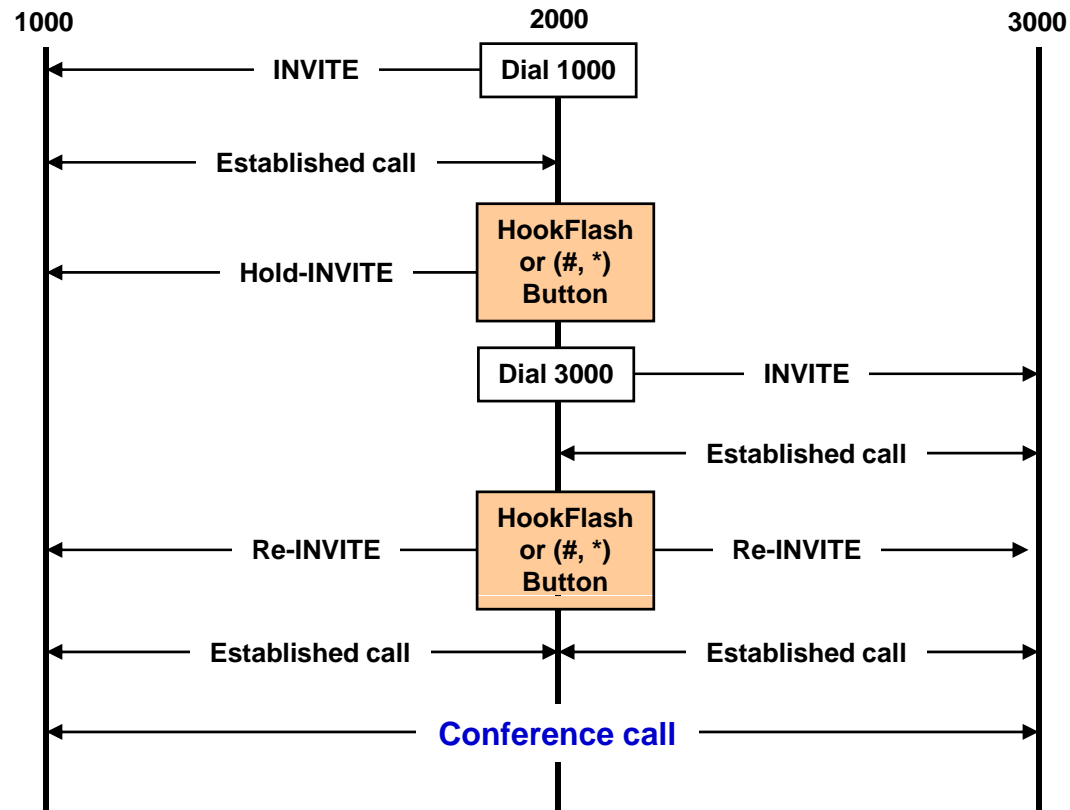 1000
2000
3000
INVITE
Dial 1000
Established call
HookFlash
or (#, *)
Button
Hold-INVITE
Dial 3000
INVITE
Established call
HookFlash
or (#, *)
Button
Re-INVITE
Re-INVITE
Established call
Established call
Conference call